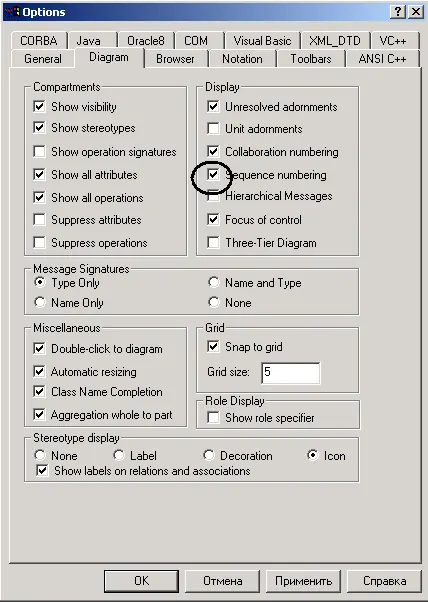 Options
CORBA Java Oracle8 COM Visual Basic XML_DTD VC++
General Diagram Browser Notation Toolbars ANSI C++
Compartments
Show visibility
Show stereotypes
Show operation signatures
Show all attributes
Show all operations
Suppress attributes
Suppress operations
Display
Unresolved adornments
Unit adornments
Collaboration numbering
Sequence numbering
Hierarchical Messages
Focus of control
Three-Tier Diagram
Message Signatures
Type Only Name and Type
Name Only None
Miscellaneous
Double-click to diagram
Automatic resizing
Class Name Completion
Aggregation whole to part
Grid
Snap to grid
Grid size: 5
Role Display
Show role specifier
Stereotype display
None Label Decoration Icon
Show labels on relations and associations
OK Отмена Применить Справка